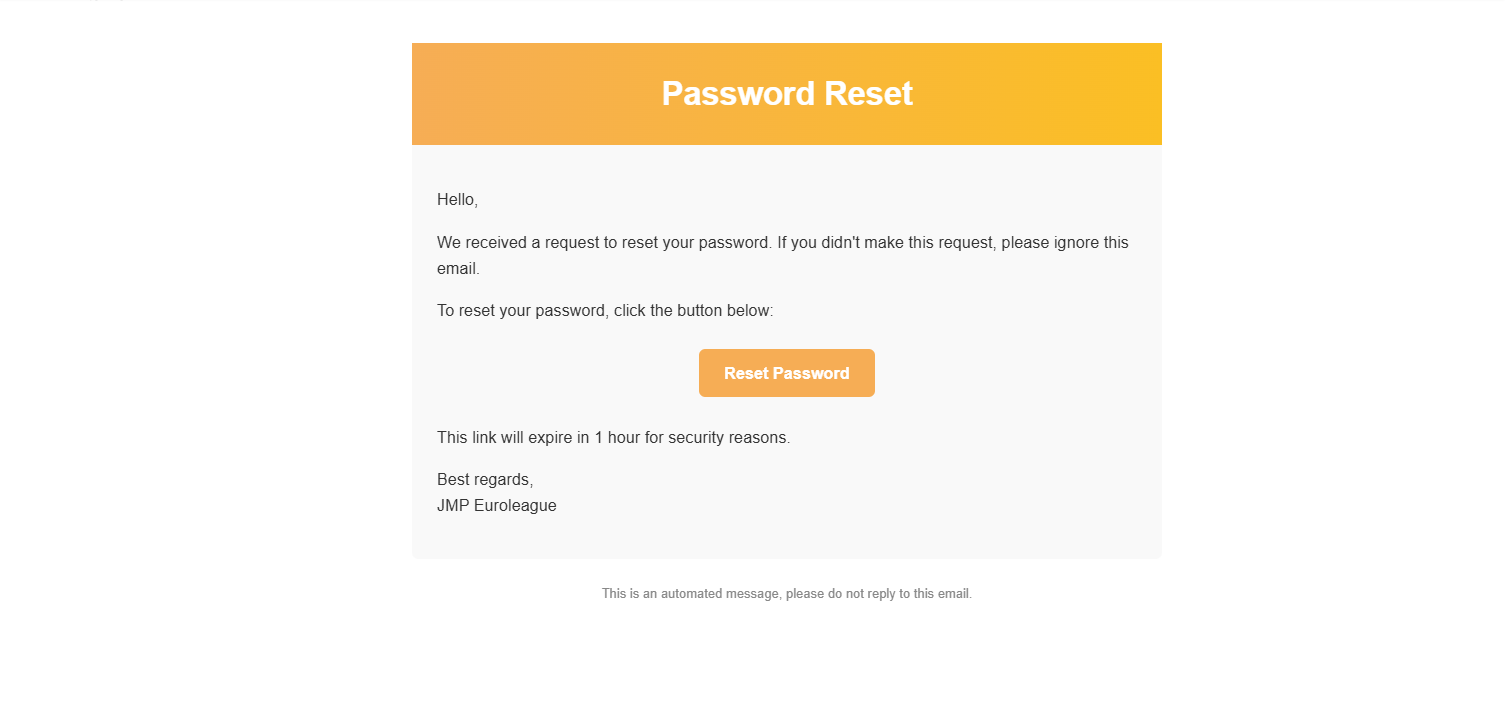 Password Reset
Hello,
We received a request to reset your password. If you didn't make this request, please ignore this
email.
To reset your password, click the button below:
Reset Password
This link will expire in 1 hour for security reasons.
Best regards,
JMP Euroleague
This is an automated message, please do not reply to this email.